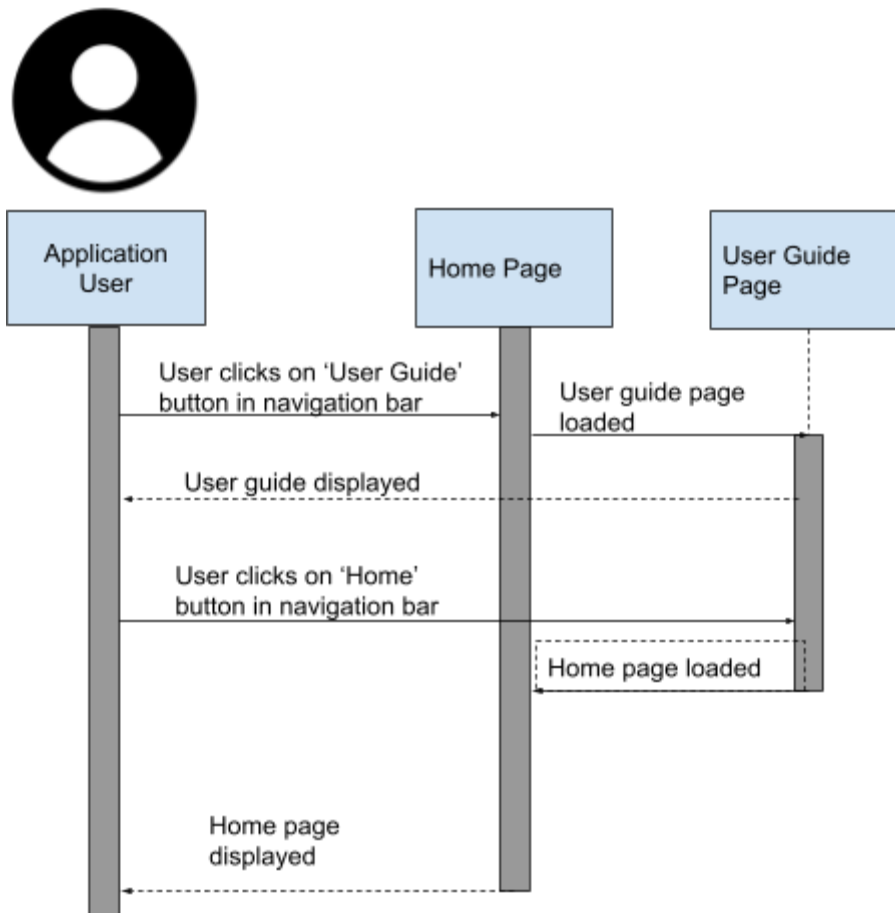 Application
User
Home Page
User Guide
Page
User clicks on ‘User Guide’
button in navigation bar
User guide page
loaded
User guide displayed
User clicks on ‘Home’
button in navigation bar
Home page loaded
Home page
displayed